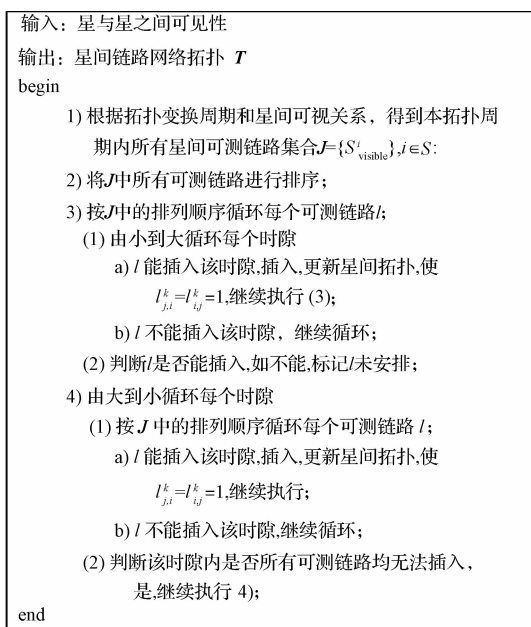 输入：星与星之间可见性
输出：星间链路网络拓扑 T
begin
1) 根据拓扑变换周期和星间可视关系，得到本拓扑周
期内所有星间可测链路集合J={S^i_visible},i∈S:
2) 将J中所有可测链路进行排序；
3) 按J中的排列顺序循环每个可测链路l;
(1) 由小到大循环每个时隙
a) l 能插入该时隙,插入,更新星间拓扑,使
l^k_{j,i}=l^k_{i,j}=1,继续执行 (3);
b) l 不能插入该时隙，继续循环；
(2) 判断l是否能插入,如不能,标记l未安排；
4) 由大到小循环每个时隙
(1) 按 J 中的排列顺序循环每个可测链路 l；
a) l 能插入该时隙,插入,更新星间拓扑,使
l^k_{j,i}=l^k_{i,j}=1,继续执行;
b) l 不能插入该时隙,继续循环；
(2) 判断该时隙内是否所有可测链路均无法插入，
是,继续执行 4);
end